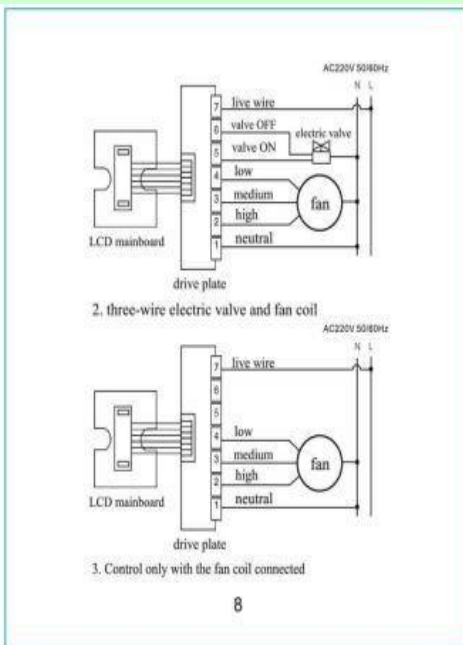 AC220V 50/60Hz
N L
7 live wire
6 valve OFF
electric valve
5 valve ON
4 low
3 medium
fan
2 high
1 neutral
LCD mainboard
drive plate
2. three-wire electric valve and fan coil
AC220V 50/60Hz
N L
7 live wire
6
5
4 low
3 medium
fan
2 high
1 neutral
LCD mainboard
drive plate
3. Control only with the fan coil connected
8